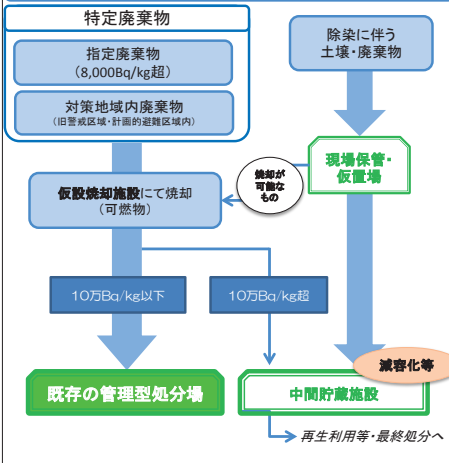 特定廃棄物
指定廃棄物
（8,000Bq/kg超）
対策地域内廃棄物
（旧警戒区域・計画的避難区域内）
除染に伴う
土壌・廃棄物
現場保管・
仮置場
焼却が
可能な
もの
仮設焼却施設にて焼却
（可燃物）
10万Bq/kg以下
10万Bq/kg超
減容化等
既存の管理型処分場
中間貯蔵施設
再生利用等・最終処分へ